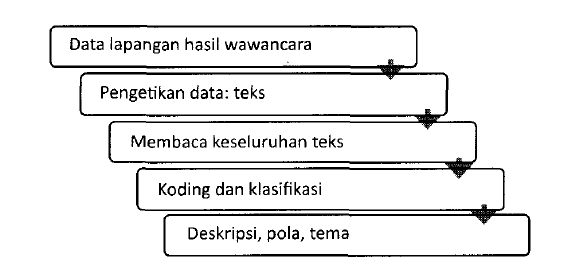 Data lapangan hasil wawancara
Pengetikan data: teks
Membaca keseluruhan teks
Koding dan klasifikasi
Deskripsi, pola, tema